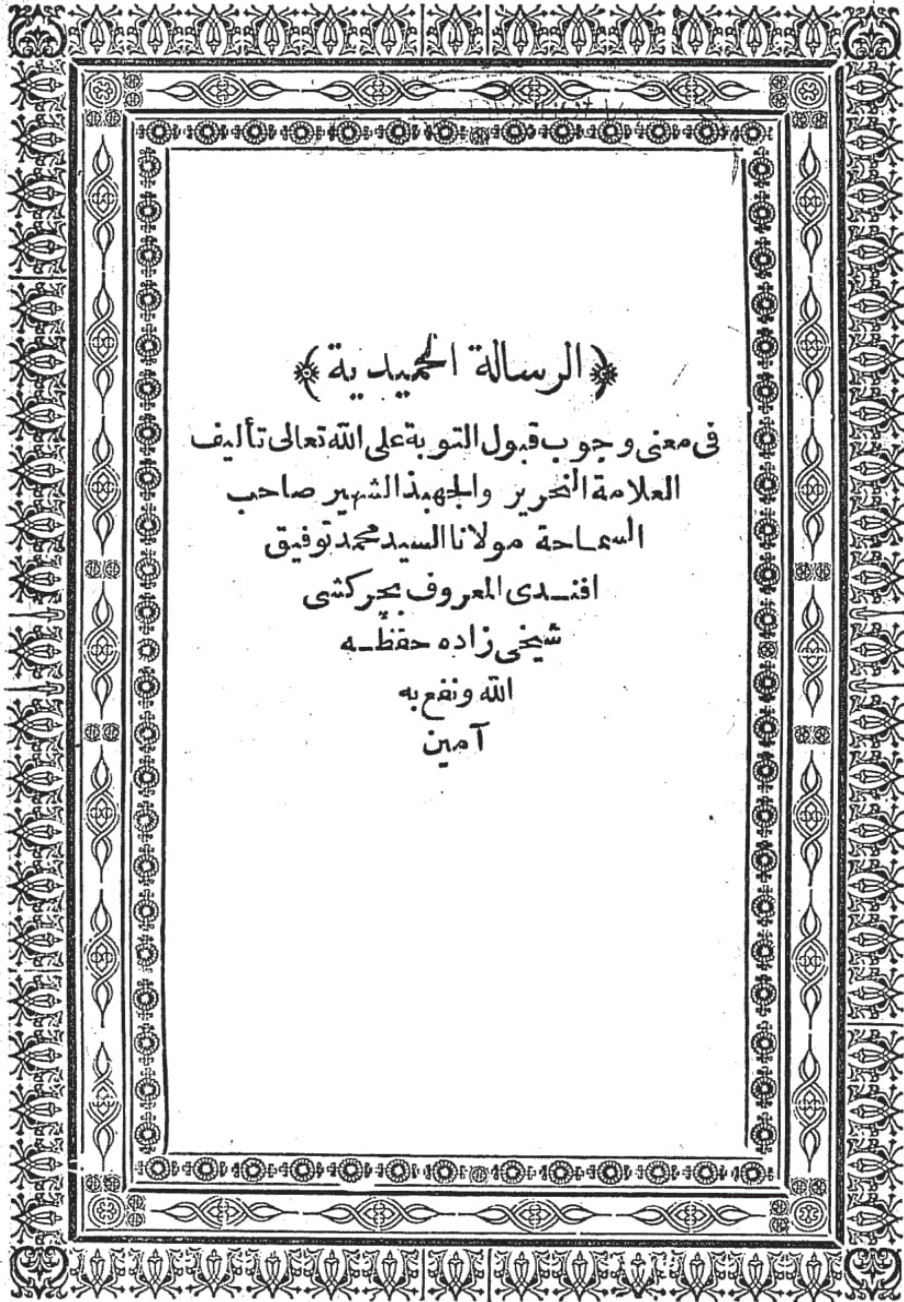 ﴿ الرسالة الحميدية ﴾
فى معنى وجوب قبول التوبة على الله تعالى تأليف
العلامة النحرير والجهبذ الشهير صاحب
السماحة مولانا السيد محمد توفيق
افندى المعروف بچركشى
شيخى زاده حفظه
الله ونفع به
آمين